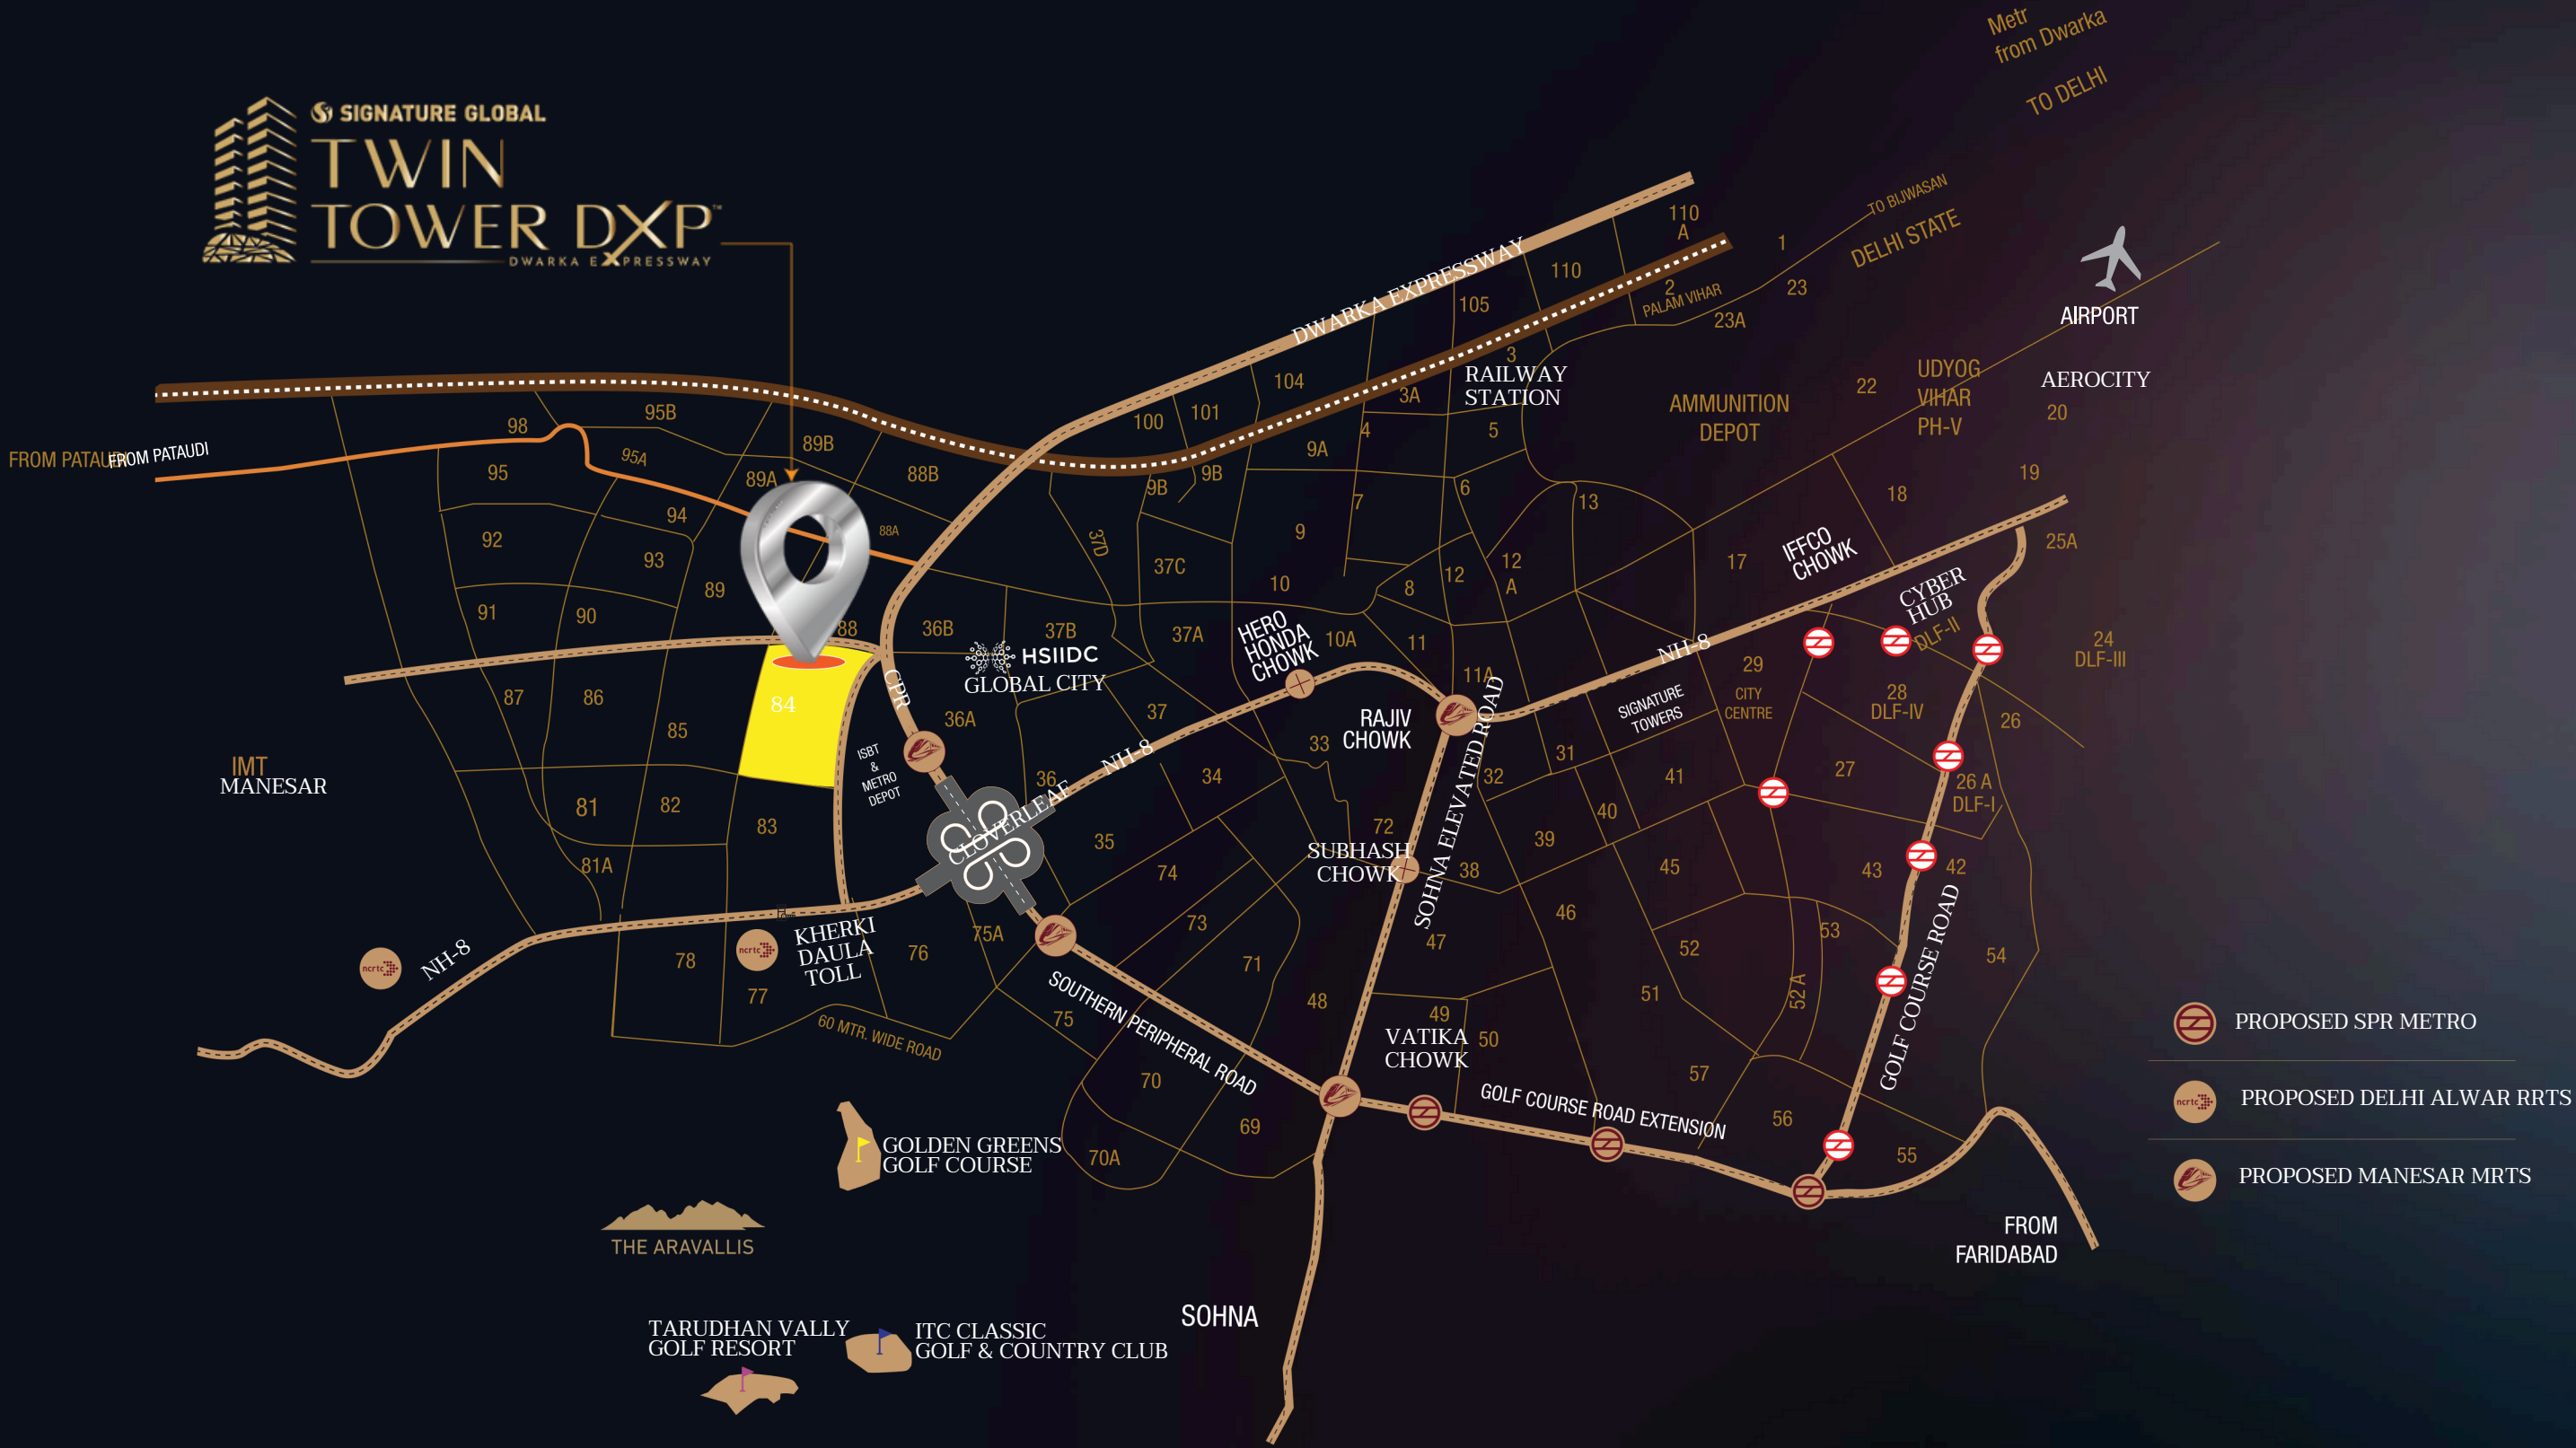 SIGNATURE GLOBAL
TWIN
TOWER DXP™
DWARKA EXPRESSWAY
Metr
from Dwarka
TO DELHI
TO BIJWASAN
DELHI STATE
AIRPORT
AEROCITY
DWARKA EXPRESSWAY
110
A
1
110
2
23
PALAM VIHAR
23A
105
3
RAILWAY
STATION
104
3A
AMMUNITION
DEPOT
22
UDYOG
VIHAR
PH-V
20
FROM PATAUDI
FROM PATAUDI
98
95B
95
95A
89B
89A
88B
88A
100
101
9B
9B
9A
4
5
19
18
94
92
93
89
91
90
88
36B
37D
37C
37B
37A
9
7
6
13
10
8
12
12
A
17
IFFCO
CHOWK
25A
CYBER
HUB
DLF-II
24
DLF-III
HSIIDC
GLOBAL CITY
HERO
HONDA
CHOWK
10A
11
11A
NH-8
29
CITY
CENTRE
SIGNATURE
TOWERS
28
DLF-IV
26
87
86
85
84
CPR
36A
37
33
RAJIV
CHOWK
SOHNA ELEVATED ROAD
31
32
41
27
26 A
DLF-I
IMT
MANESAR
ISBT
&
METRO
DEPOT
36
NH-8
34
40
81
82
83
CLOVERLEAF
35
72
39
SUBHASH
CHOWK
38
45
43
42
81A
74
73
46
53
52
GOLF COURSE ROAD
54
NH-8
ncrtc
78
ncrtc
KHERKI
DAULA
TOLL
76
75A
77
60 MTR. WIDE ROAD
71
47
48
75
SOUTHERN PERIPHERAL ROAD
49
VATIKA
CHOWK
50
51
52 A
57
70
69
70A
GOLF COURSE ROAD EXTENSION
56
55
PROPOSED SPR METRO
ncrtc
PROPOSED DELHI ALWAR RRTS
PROPOSED MANESAR MRTS
GOLDEN GREENS
GOLF COURSE
THE ARAVALLIS
FROM
FARIDABAD
SOHNA
TARUDHAN VALLY
GOLF RESORT
ITC CLASSIC
GOLF & COUNTRY CLUB